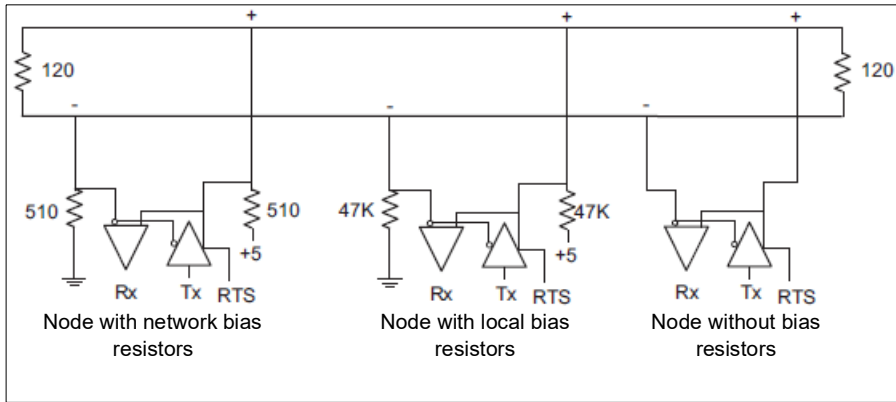 + + +
120 120
- - -
510 510 47K 47K
+5 +5
Rx Tx RTS Rx Tx RTS Rx Tx RTS
Node with network bias resistors
Node with local bias resistors
Node without bias resistors